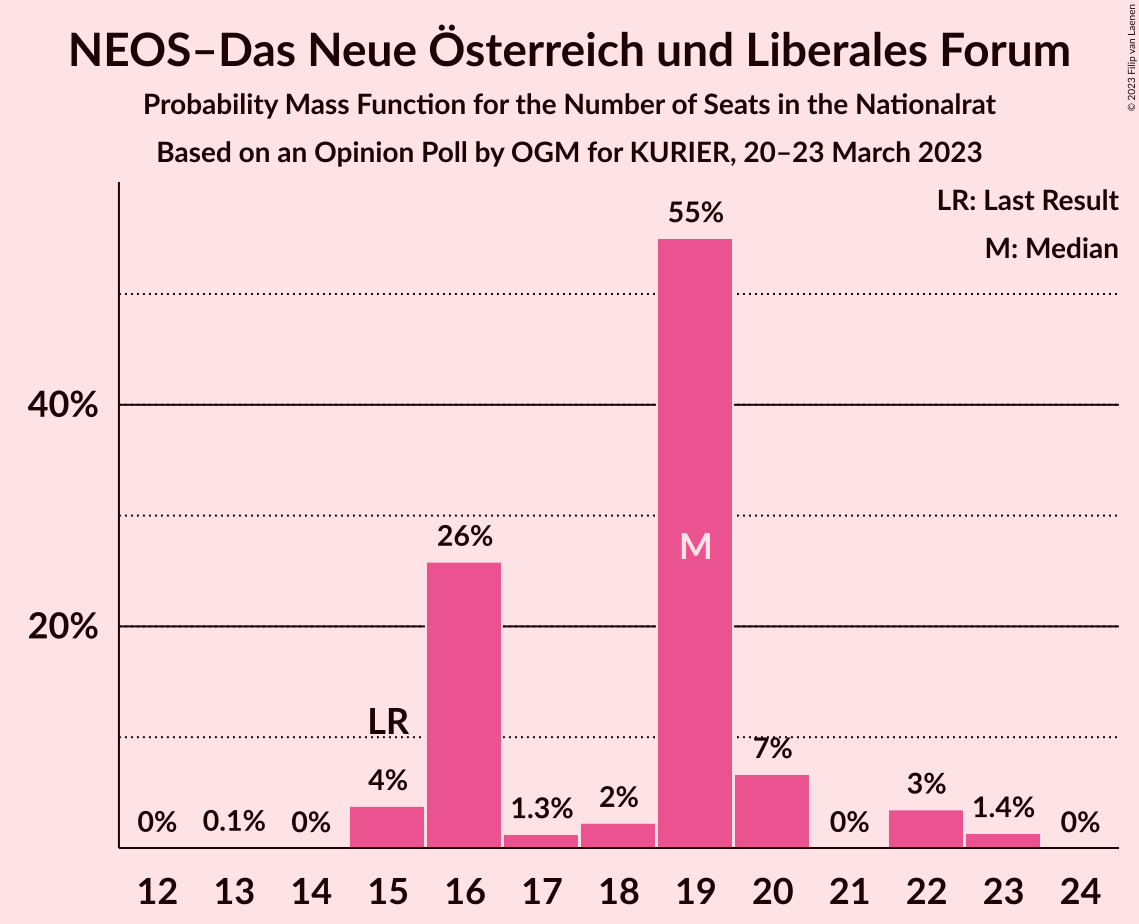 NEOS–Das Neue Österreich und Liberales Forum
Probability Mass Function for the Number of Seats in the Nationalrat
Based on an Opinion Poll by OGM for KURIER, 20–23 March 2023
© 2023 Filip van Laenen
LR: Last Result
M: Median
40%
20%
0%
0.1%
0%
LR
4%
26%
1.3%
2%
55%
M
7%
0%
3%
1.4%
0%
12 13 14 15 16 17 18 19 20 21 22 23 24